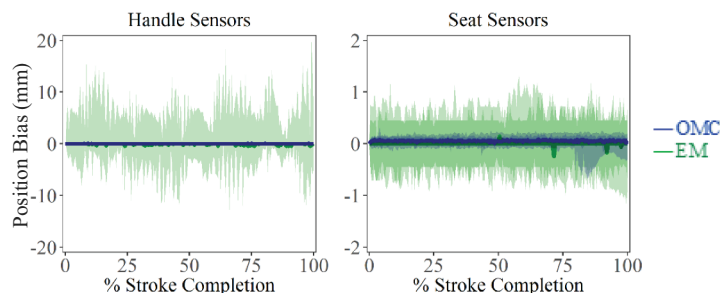 Handle Sensors
Seat Sensors
Position Bias (mm)
20
10
0
-10
-20
0
25
50
75
100
% Stroke Completion
2
1
0
-1
-2
0
25
50
75
100
% Stroke Completion
OMC
EM